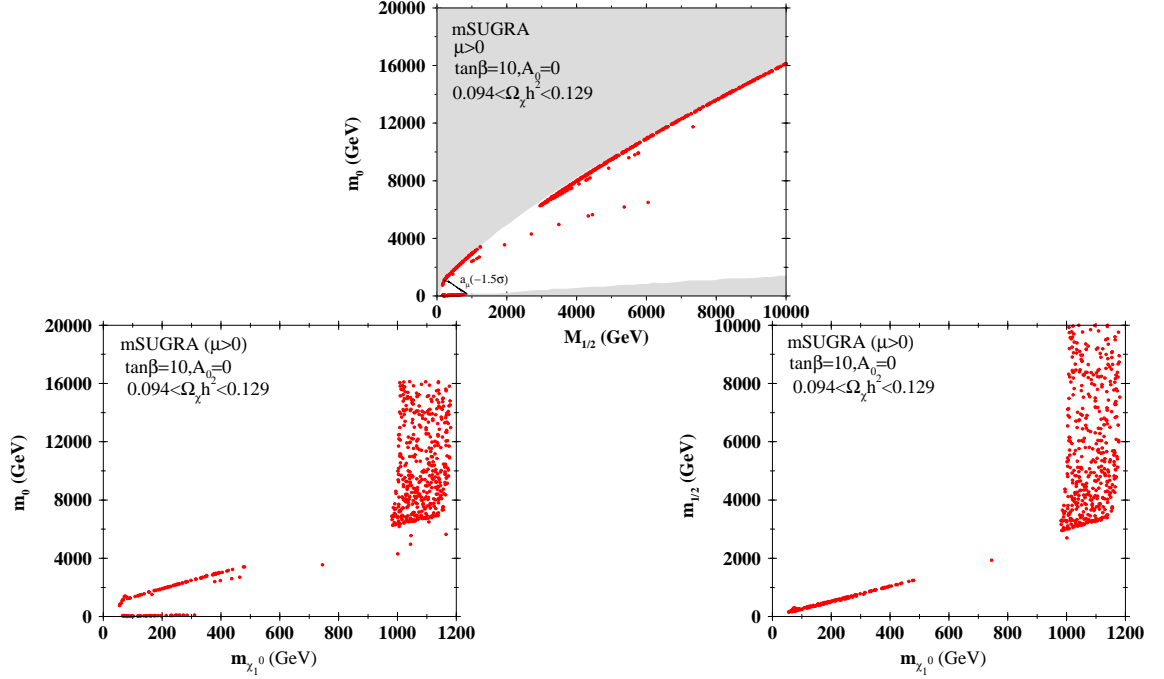 20000
16000
12000
8000
4000
0
m₀ (GeV)
mSUGRA
μ>0
tanβ=10,A₀=0
0.094<Ωᵪh²<0.129
a_μ(−1.5σ)
0 2000 4000 6000 8000 10000
M₁/₂ (GeV)
20000
16000
12000
8000
4000
0
m₀ (GeV)
mSUGRA (μ>0)
tanβ=10,A₀=0
0.094<Ωᵪh²<0.129
0 200 400 600 800 1000 1200
m_χ₁⁰ (GeV)
10000
8000
6000
4000
2000
0
m₁/₂ (GeV)
mSUGRA (μ>0)
tanβ=10,A₀=0
0.094<Ωᵪh²<0.129
0 200 400 600 800 1000 1200
m_χ₁⁰ (GeV)